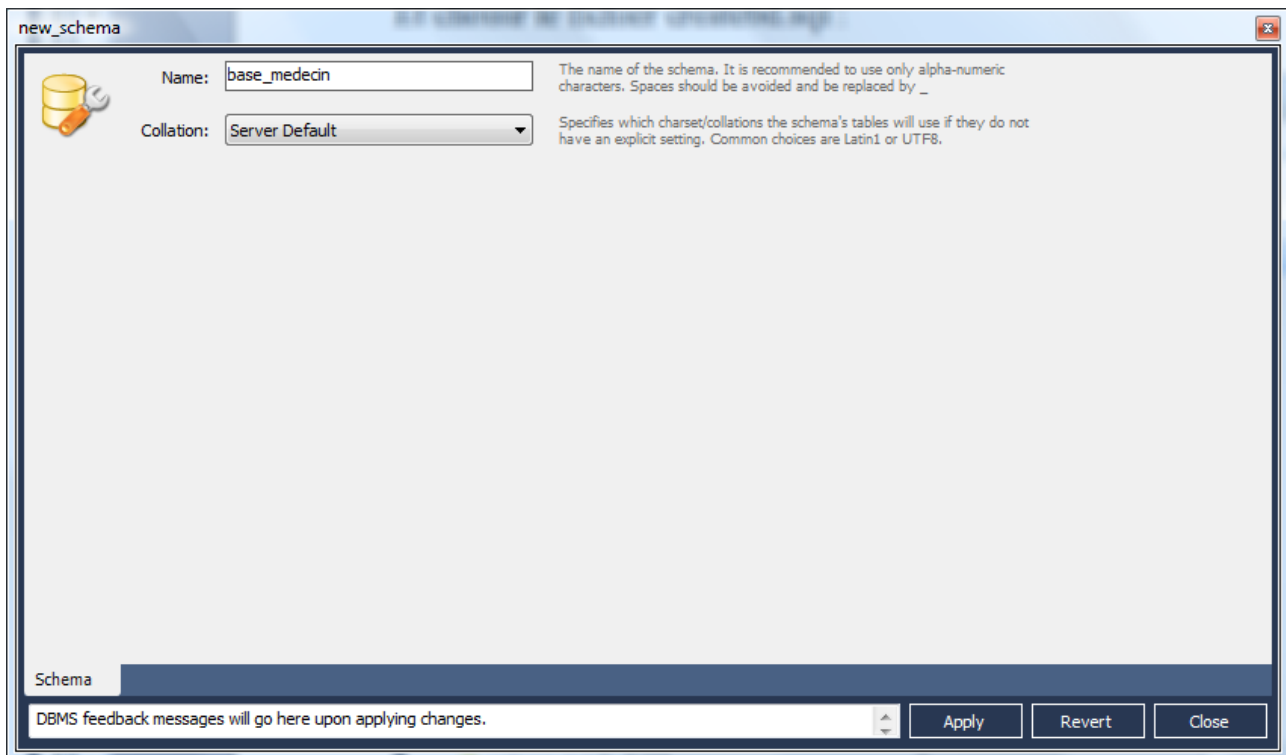 new_schema
Name:
base_medecin
The name of the schema. It is recommended to use only alpha-numeric
characters. Spaces should be avoided and be replaced by _
Collation:
Server Default
Specifies which charset/collations the schema's tables will use if they do not
have an explicit setting. Common choices are Latin1 or UTF8.
Schema
DBMS feedback messages will go here upon applying changes.
Apply
Revert
Close